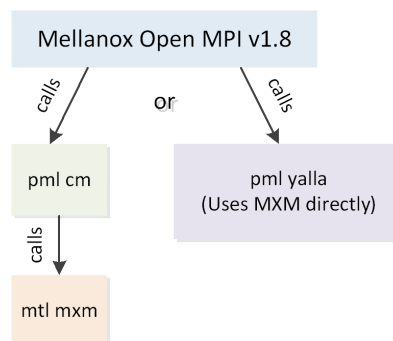 Mellanox Open MPI v1.8
calls
or
calls
pml cm
pml yalla
(Uses MXM directly)
calls
mtl mxm